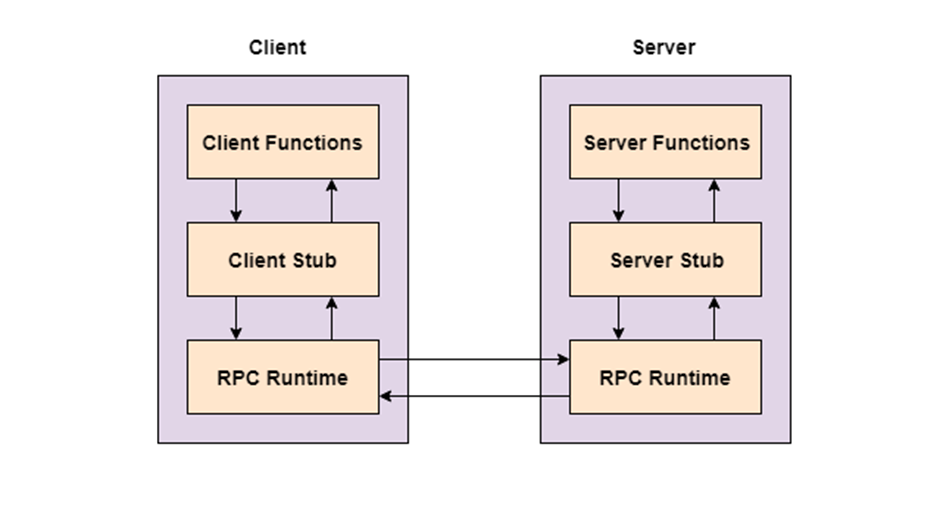 Client
Server
Client Functions
Server Functions
Client Stub
Server Stub
RPC Runtime
RPC Runtime